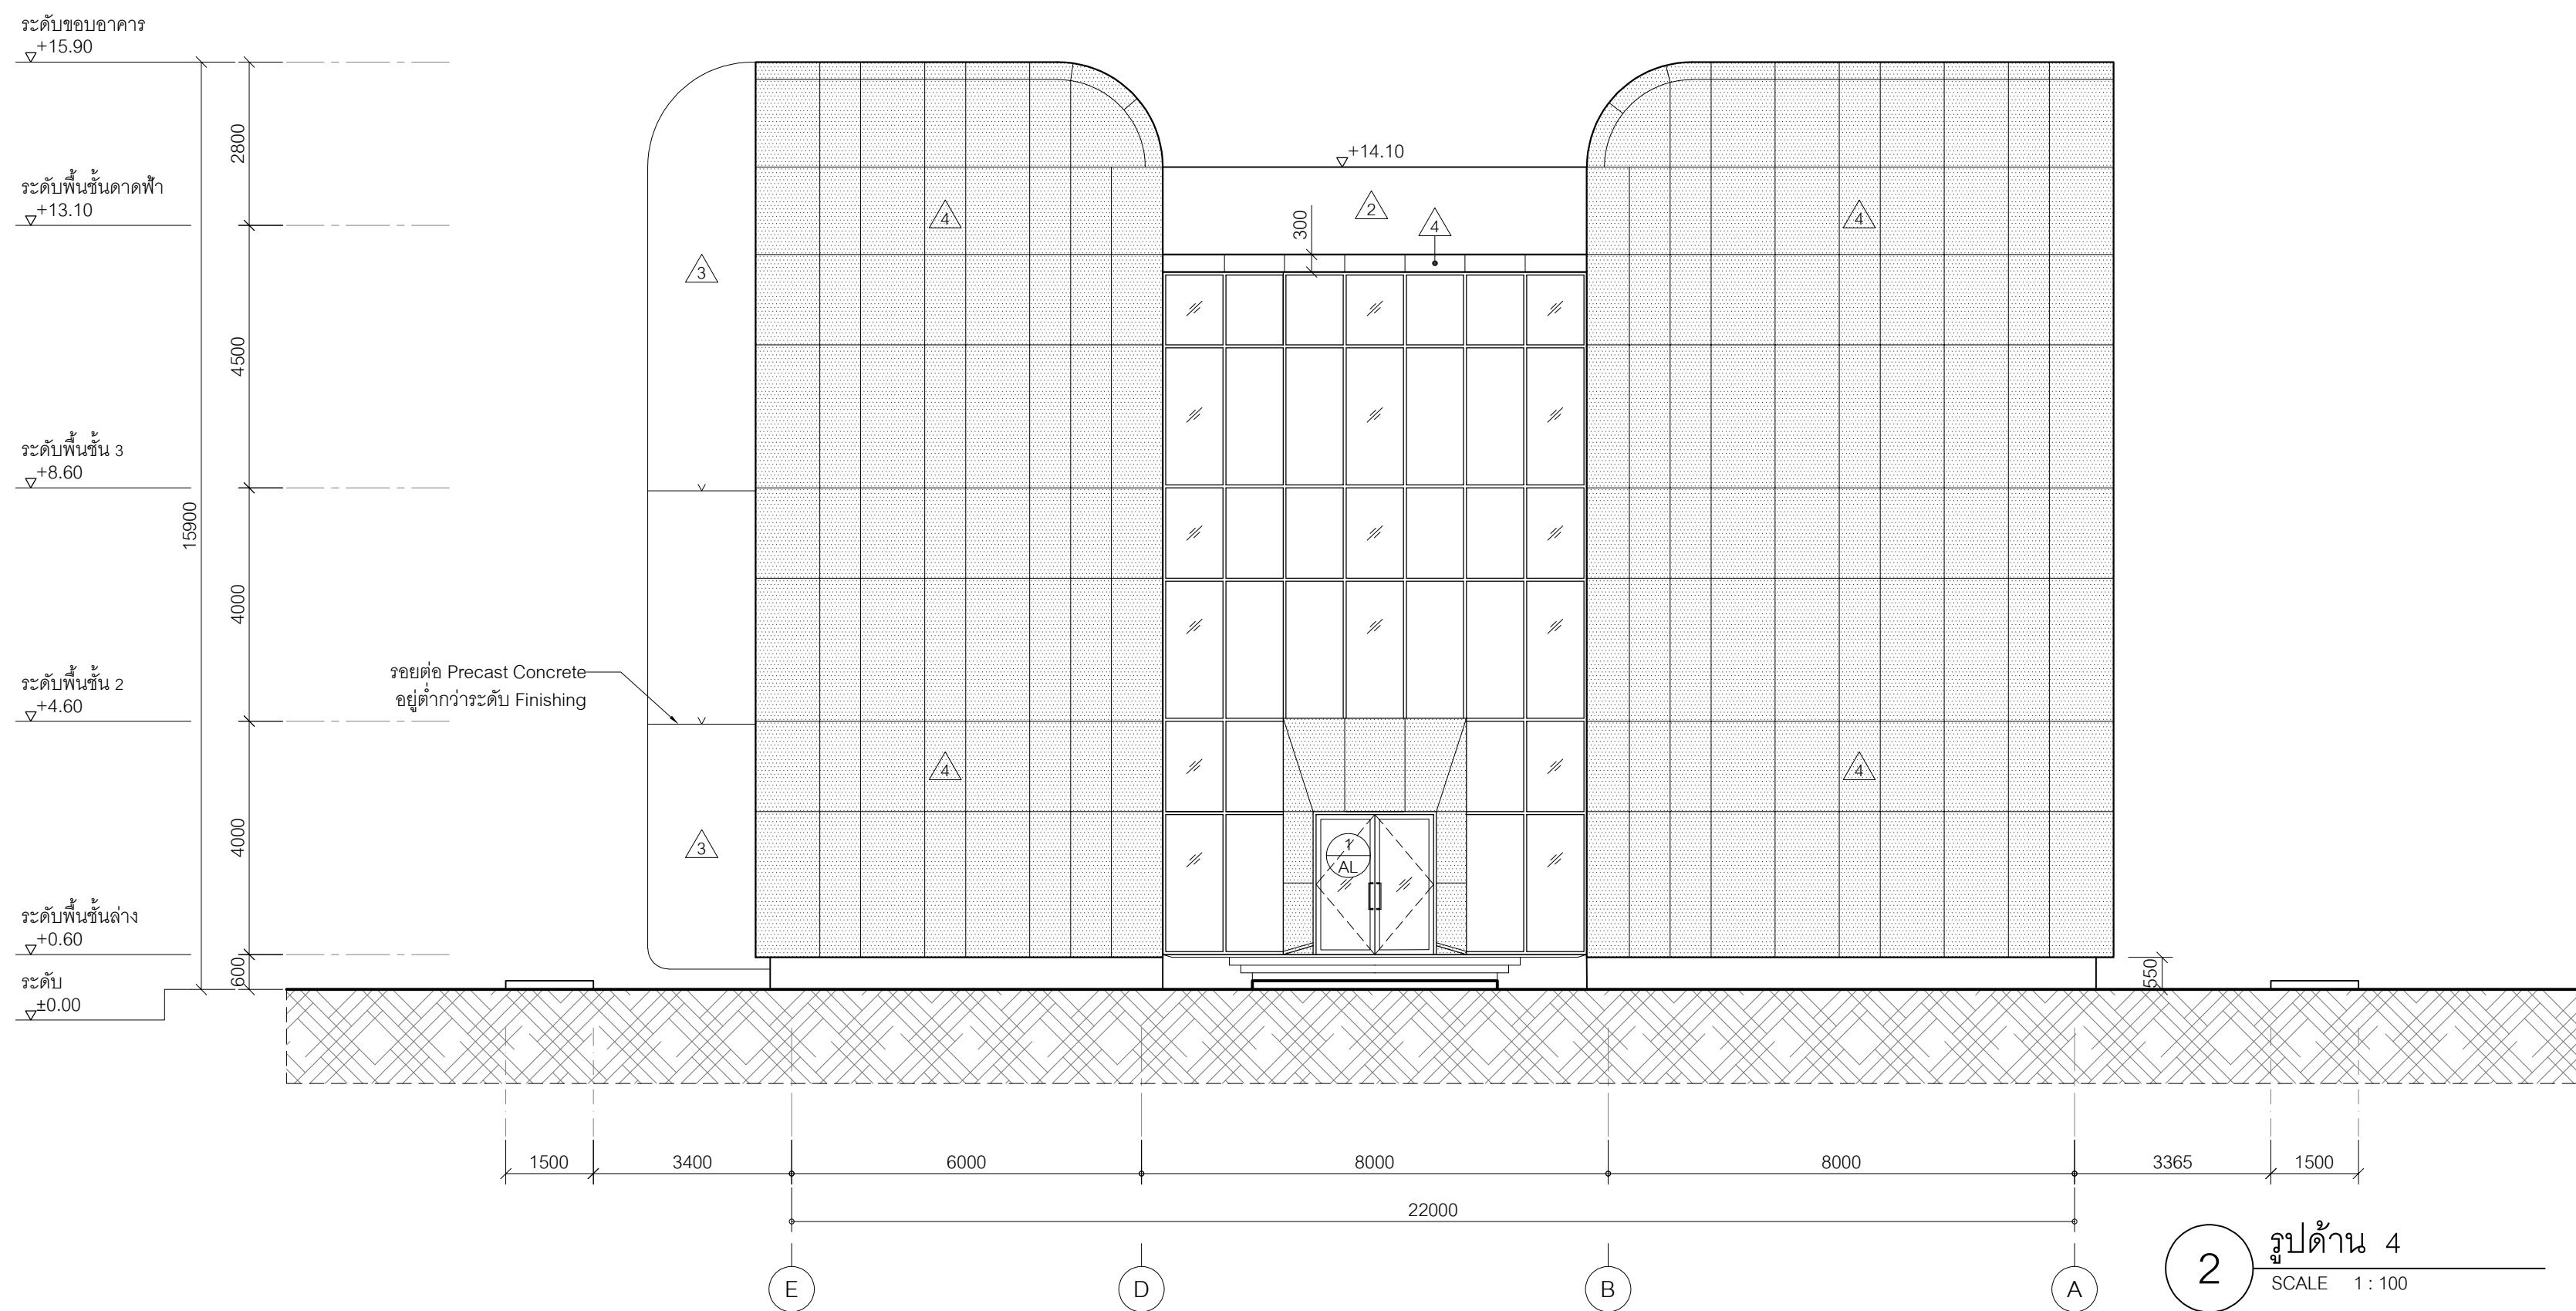 ระดับขอบอาคาร
+15.90
2800
ระดับพื้นชั้นดาดฟ้า
+13.10
4500
ระดับพื้นชั้น 3
+8.60
15900
4000
ระดับพื้นชั้น 2
+4.60
4000
ระดับพื้นชั้นล่าง
+0.60
600
ระดับ
±0.00
+14.10
300
2
4
4
4
3
รอยต่อ Precast Concrete
อยู่ต่ำกว่าระดับ Finishing
4
4
3
1
AL
550
1500
3400
6000
8000
8000
3365
1500
22000
E
D
B
A
2
รูปด้าน 4
SCALE 1 : 100